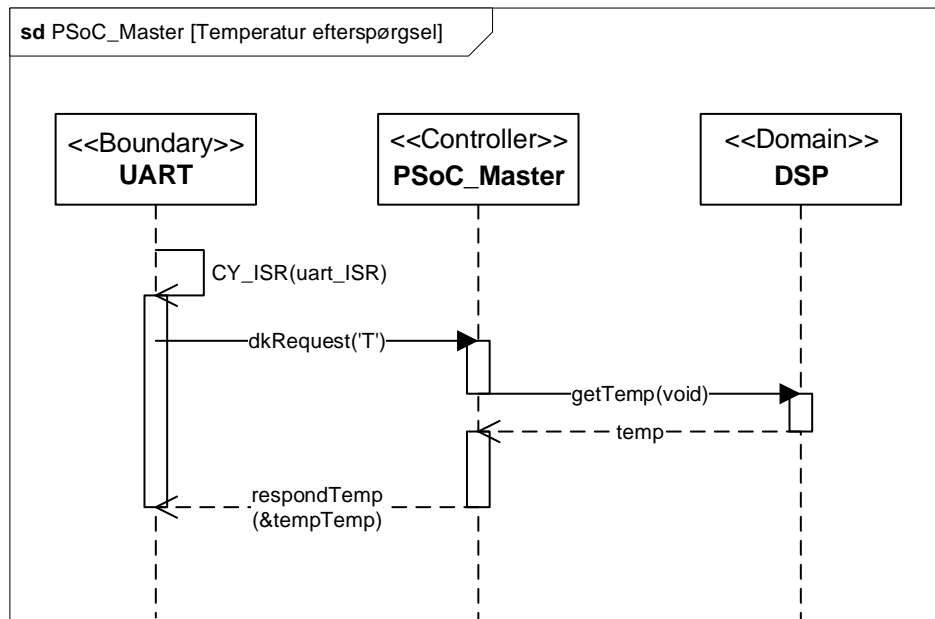 sd PSoC_Master [Temperatur efterspørgsel]
<<Boundary>>
UART
<<Controller>>
PSoC_Master
<<Domain>>
DSP
CY_ISR(uart_ISR)
dkRequest('T')
getTemp(void)
temp
respondTemp
(&tempTemp)